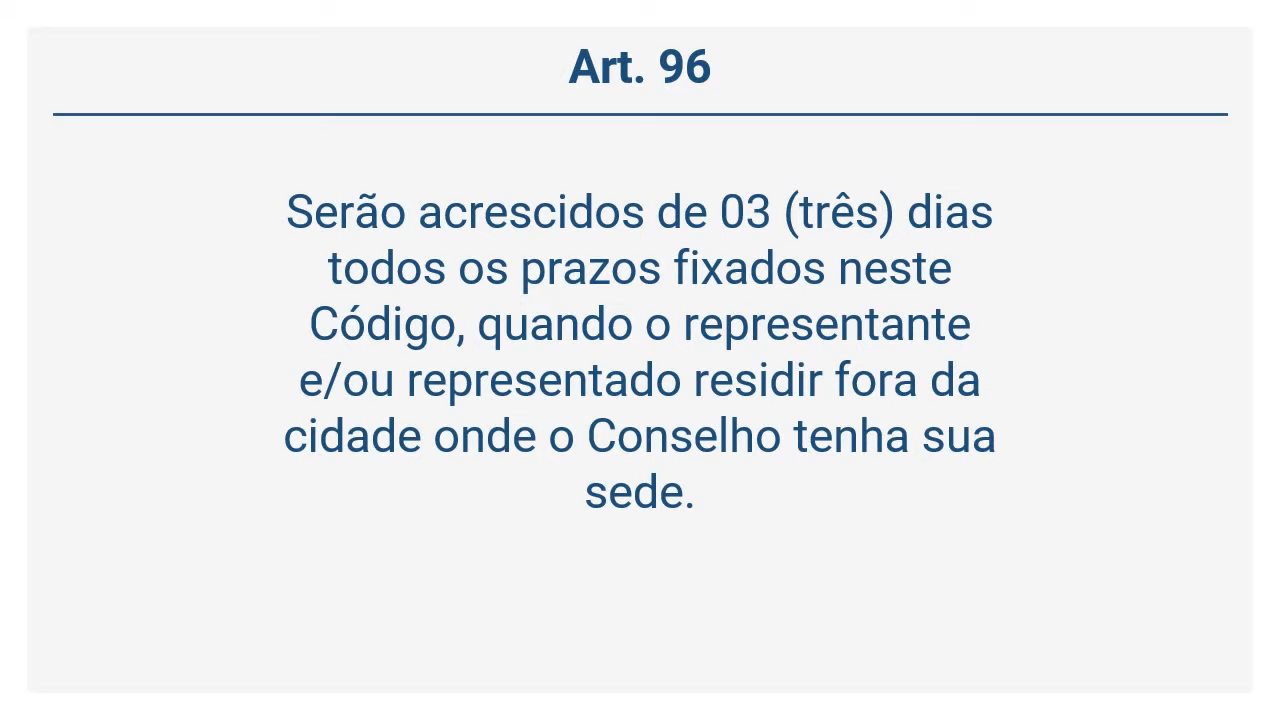 Art. 96
Serão acrescidos de 03 (três) dias
todos os prazos fixados neste
Código, quando o representante
e/ou representado residir fora da
cidade onde o Conselho tenha sua
sede.